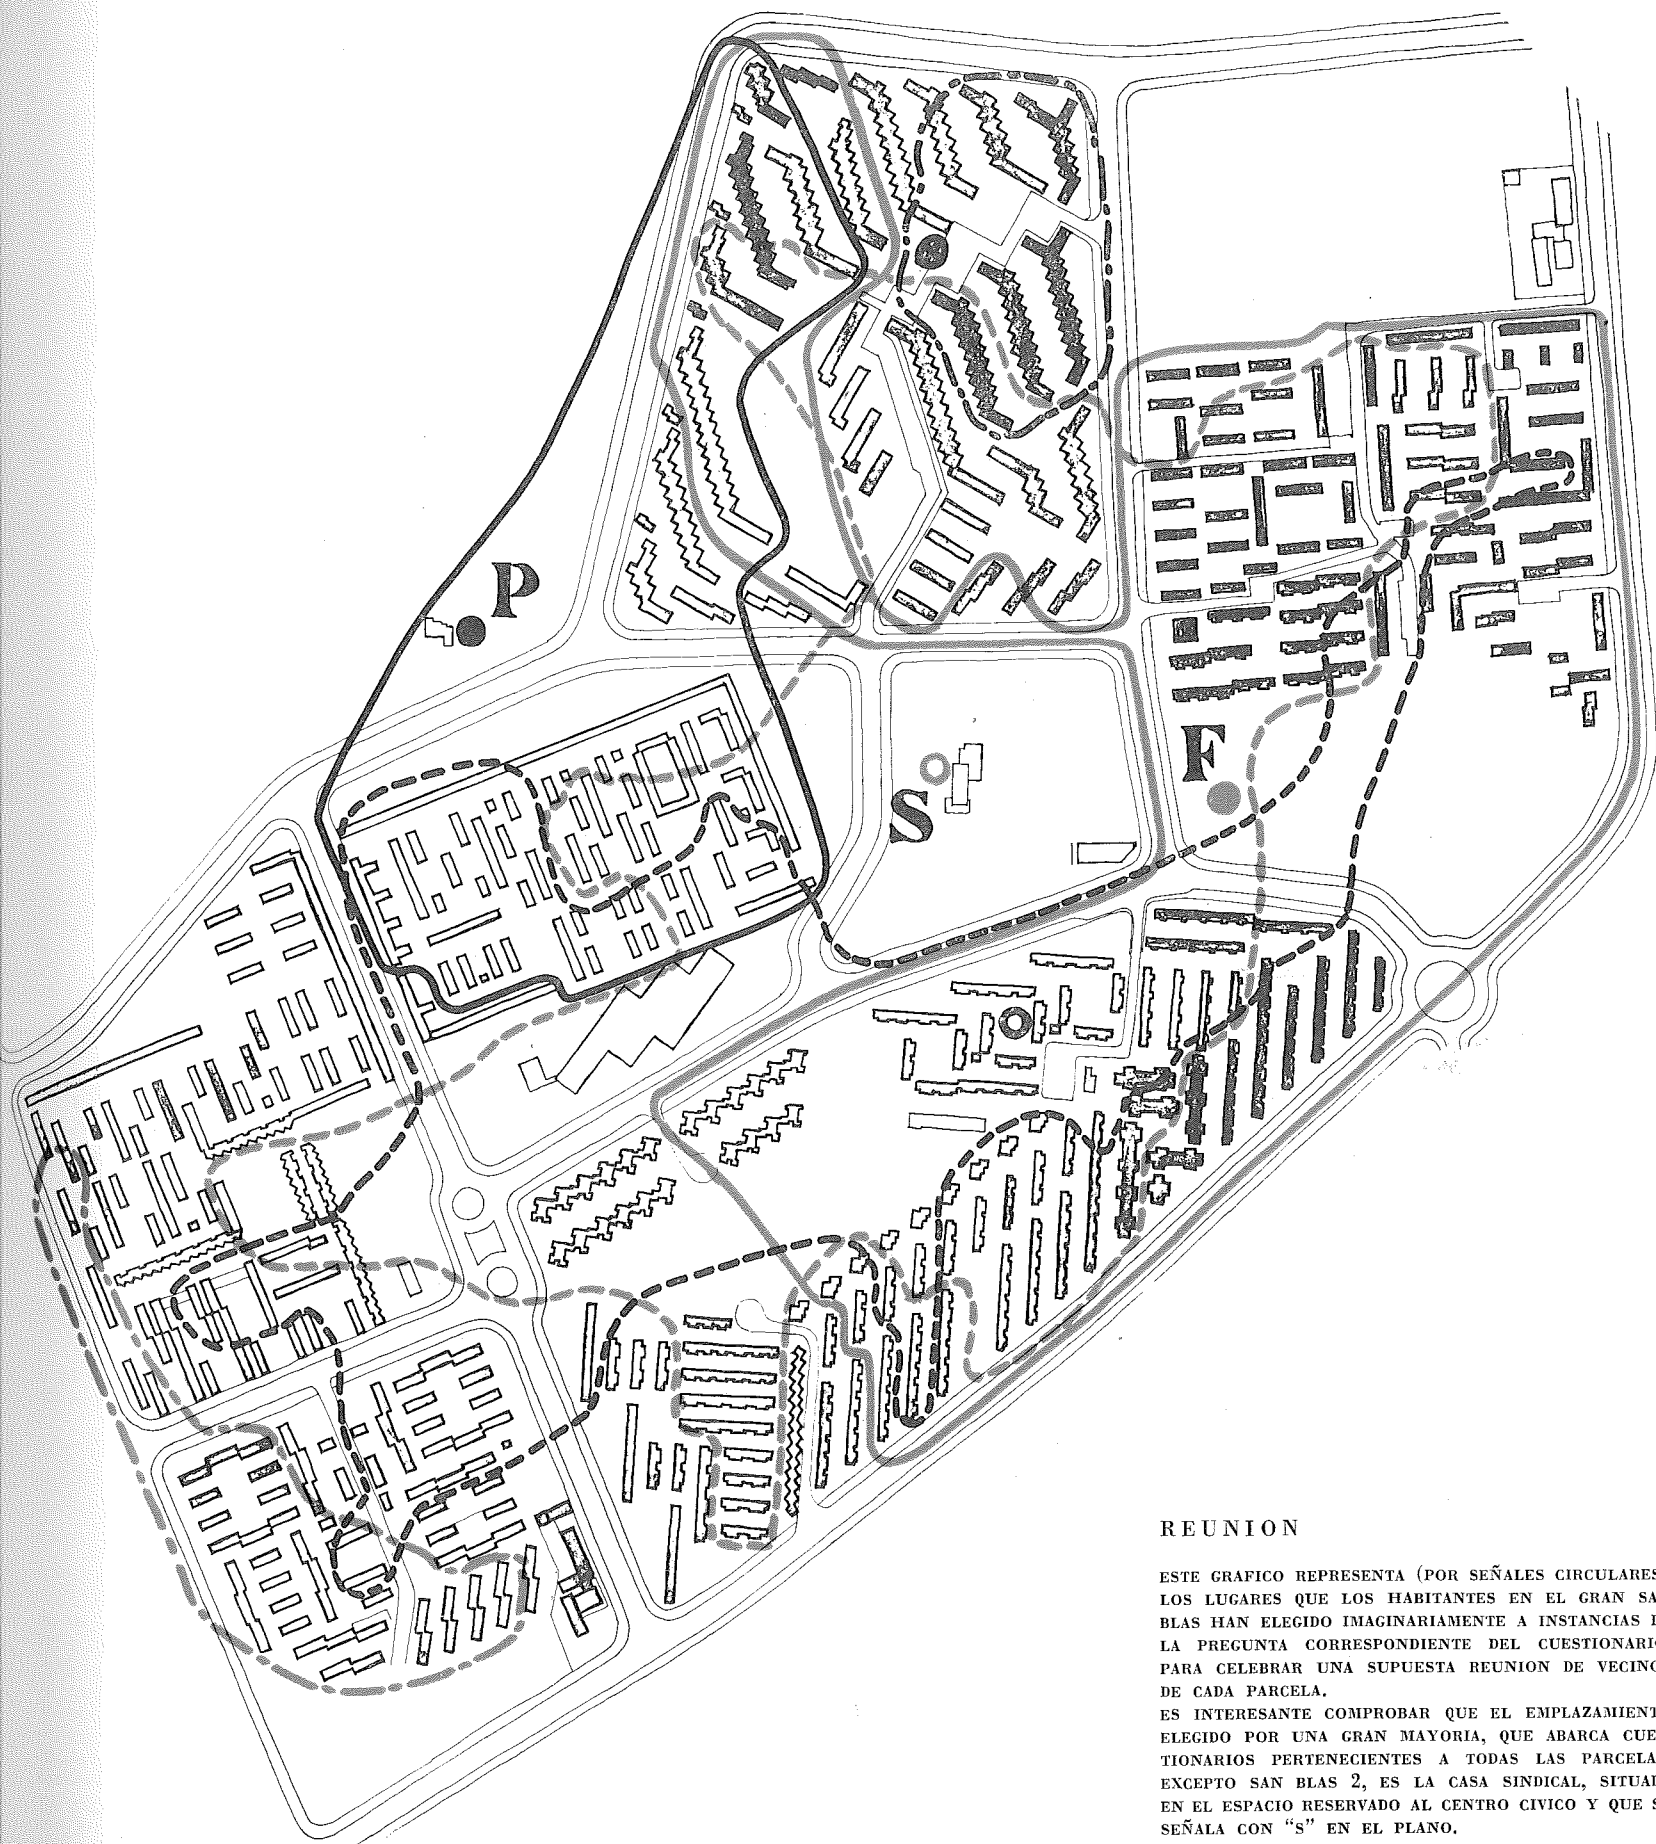 P
F
S
REUNION
ESTE GRAFICO REPRESENTA (POR SEÑALES CIRCULARES
LOS LUGARES QUE LOS HABITANTES EN EL GRAN SA
BLAS HAN ELEGIDO IMAGINARIAMENTE A INSTANCIAS
LA PREGUNTA CORRESPONDIENTE DEL CUESTIONARI
PARA CELEBRAR UNA SUPUESTA REUNION DE VECINO
DE CADA PARCELA.
ES INTERESANTE COMPROBAR QUE EL EMPLAZAMIENT
ELEGIDO POR UNA GRAN MAYORIA, QUE ABARCA CUE
TIONARIOS PERTENECIENTES A TODAS LAS PARCELA
EXCEPTO SAN BLAS 2, ES LA CASA SINDICAL, SITUAD
EN EL ESPACIO RESERVADO AL CENTRO CIVICO Y QUE S
SEÑALA CON "S" EN EL PLANO.